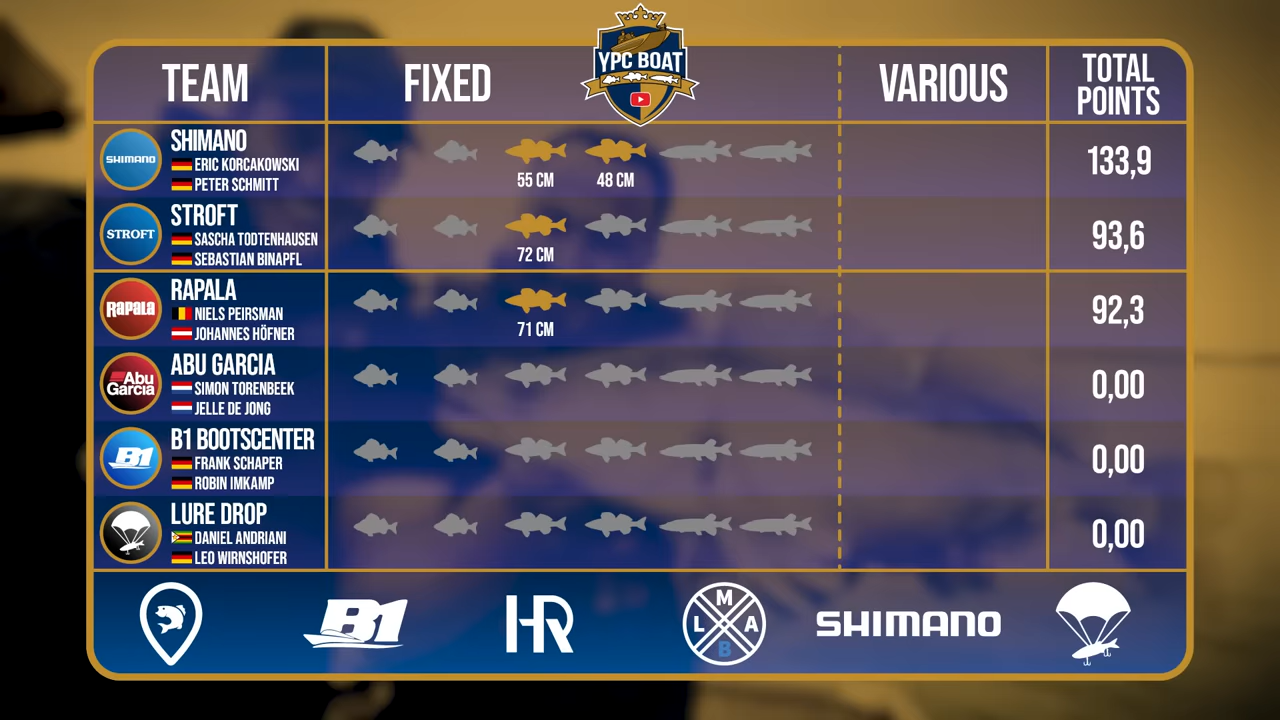 YPC BOAT
TEAM
FIXED
VARIOUS
TOTAL
POINTS
SHIMANO
SHIMANO
ERIC KORCAKOWSKI
PETER SCHMITT
55 CM
48 CM
133,9
STROFT
STROFT
SASCHA TODTENHAUSEN
SEBASTIAN BINAPFL
72 CM
93,6
RAPALA
RAPALA
NIELS PEIRSMAN
JOHANNES HÖFNER
71 CM
92,3
Abu
Garcia
ABU GARCIA
SIMON TORENBEEK
JELLE DE JONG
0,00
B1
B1 BOOTSCENTER
FRANK SCHAPER
ROBIN IMKAMP
0,00
LURE DROP
DANIEL ANDRIANI
LEO WIRNSHOFER
0,00
B1
HR
M
L A
B
SHIMANO